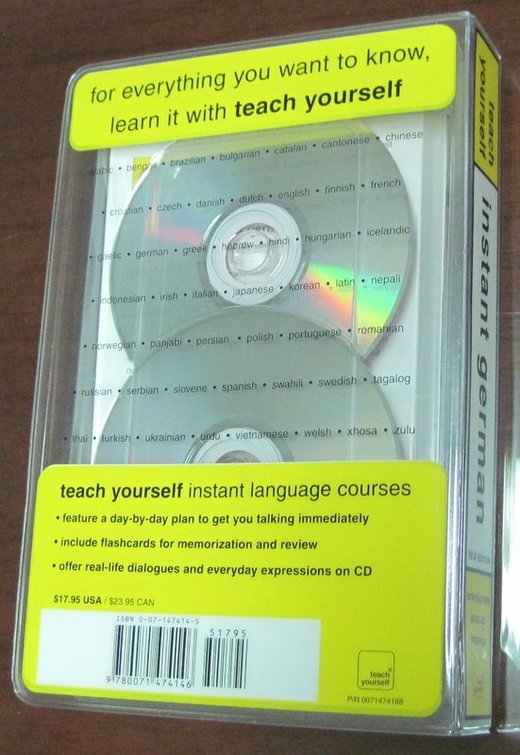 for everything you want to know,
learn it with teach yourself
arabic • bengali • brazilian • bulgarian • catalan • cantonese • chinese
• croatian • czech • danish • dutch • english • finnish • french
• gaelic • german • greek • hebrew • hindi • hungarian • icelandic
• indonesian • irish • italian • japanese • korean • latin • nepali
• norwegian • panjabi • persian • polish • portuguese • romanian
• russian • serbian • slovene • spanish • swahili • swedish • tagalog
• thai • turkish • ukrainian • urdu • vietnamese • welsh • xhosa • zulu
teach yourself instant language courses
• feature a day-by-day plan to get you talking immediately
• include flashcards for memorization and review
• offer real-life dialogues and everyday expressions on CD
$17.95 USA / $23.95 CAN
ISBN 0-07-147414-5
51795
9 780071 474146
teach
yourself
P/N 0071474188
teach
yourself
instant german